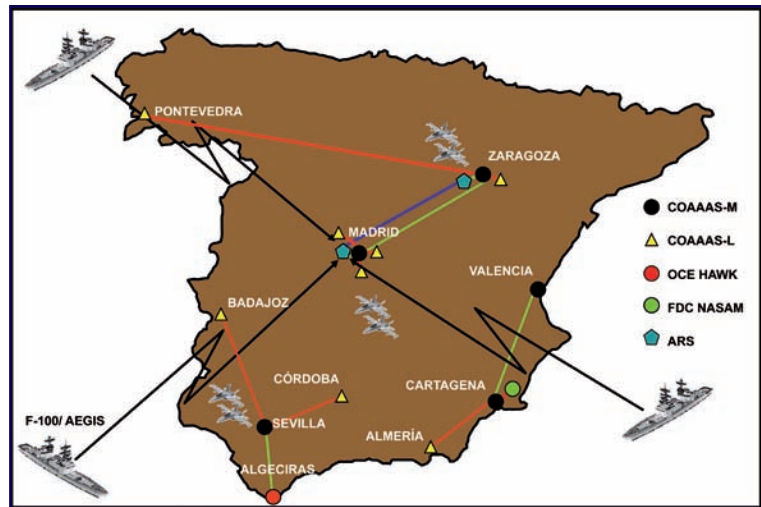 PONTEVEDRA
ZARAGOZA
MADRID
VALENCIA
BADAJOZ
CÓRDOBA
CARTAGENA
SEVILLA
ALMERÍA
ALGECIRAS
F-100/ AEGIS
COAAAS-M
COAAAS-L
OCE HAWK
FDC NASAM
ARS